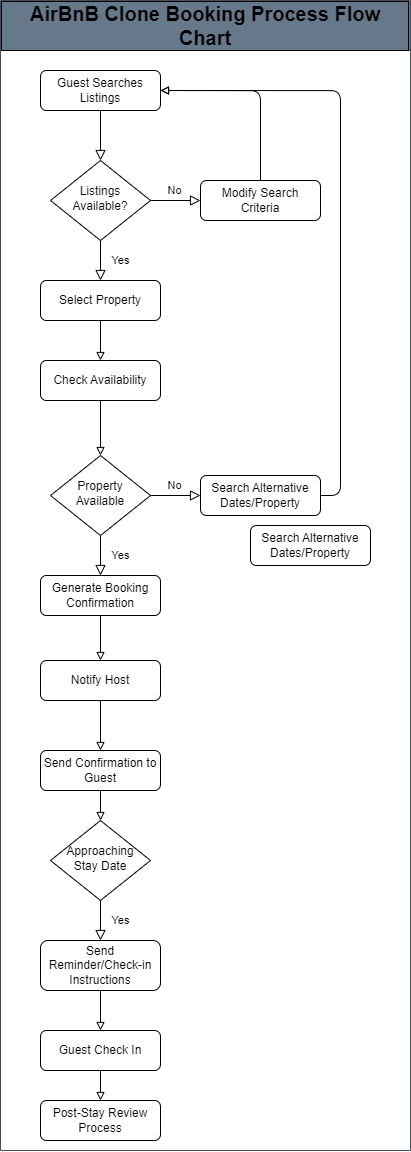 AirBnB Clone Booking Process Flow
Chart
Guest Searches
Listings
Listings
Available?
No
Modify Search
Criteria
Yes
Select Property
Check Availability
Property
Available
No
Search Alternative
Dates/Property
Search Alternative
Dates/Property
Yes
Generate Booking
Confirmation
Notify Host
Send Confirmation to
Guest
Approaching
Stay Date
Yes
Send
Reminder/Check-in
Instructions
Guest Check In
Post-Stay Review
Process